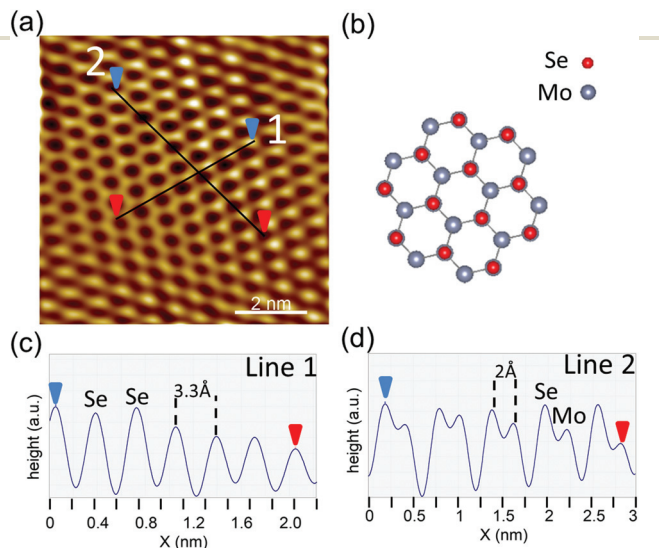 (a)
2
1
2 nm
(b)
Se
Mo
(c)
Line 1
Se
Se
3.3Å
height (a.u.)
0
0.4
0.8
1.2
1.6
2.0
X (nm)
(d)
Line 2
2Å
Se
Mo
height (a.u.)
0
0.5
1
1.5
2
2.5
3
X (nm)